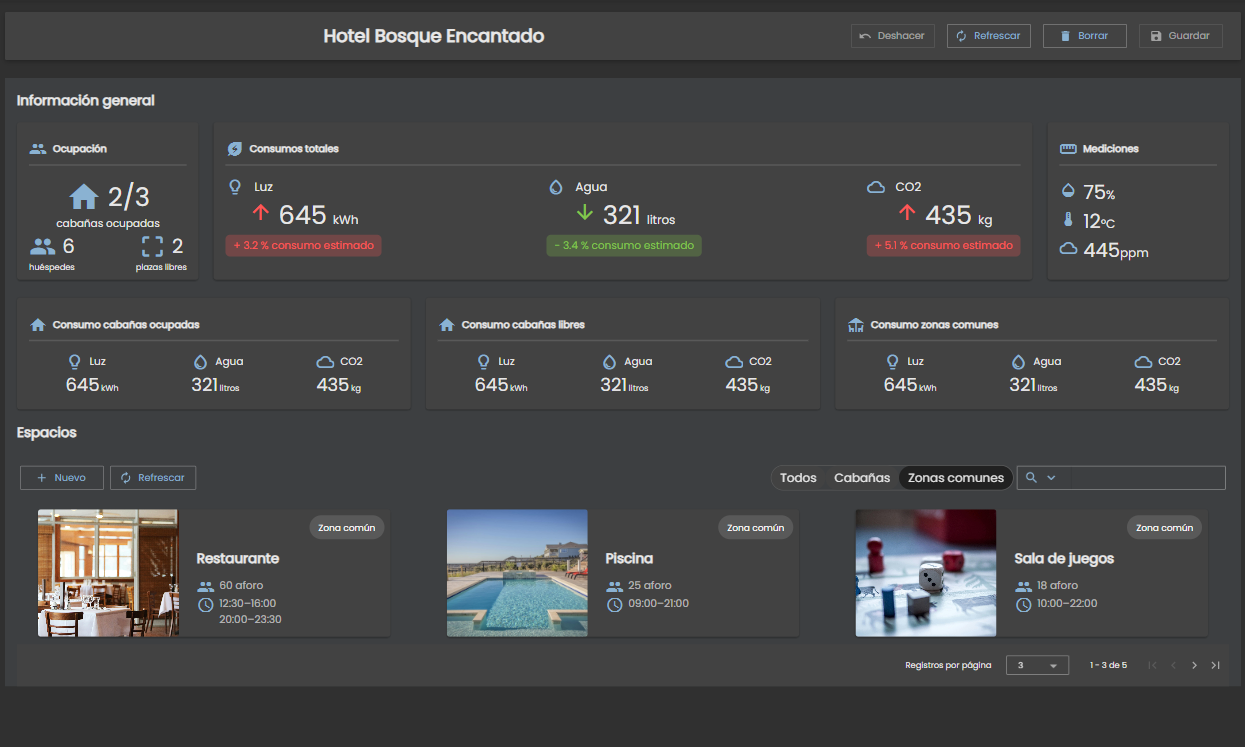 Hotel Bosque Encantado
Deshacer
Refrescar
Borrar
Guardar
Información general
Ocupación
2/3
cabañas ocupadas
6
huéspedes
2
plazas libres
Consumos totales
Luz
645 kWh
+ 3.2 % consumo estimado
Agua
321 litros
- 3.4 % consumo estimado
CO2
435 kg
+ 5.1 % consumo estimado
Mediciones
75%
12ºC
445ppm
Consumo cabañas ocupadas
Luz
645 kWh
Agua
321 litros
CO2
435 kg
Consumo cabañas libres
Luz
645 kWh
Agua
321 litros
CO2
435 kg
Consumo zonas comunes
Luz
645 kWh
Agua
321 litros
CO2
435 kg
Espacios
+ Nuevo
Refrescar
Todos
Cabañas
Zonas comunes
Zona común
Restaurante
60 aforo
12:30–16:00
20:00–23:30
Zona común
Piscina
25 aforo
09:00–21:00
Zona común
Sala de juegos
18 aforo
10:00–22:00
Registros por página
3
1 - 3 de 5